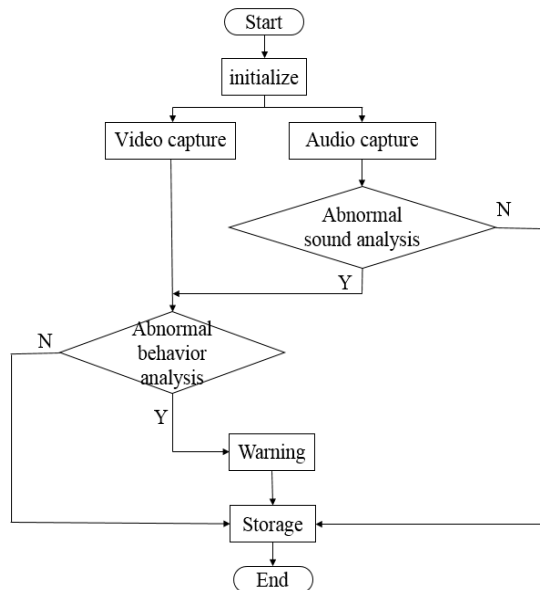 Start
initialize
Video capture
Audio capture
Abnormal
sound analysis
N
Y
Abnormal
behavior
analysis
N
Y
Warning
Storage
End